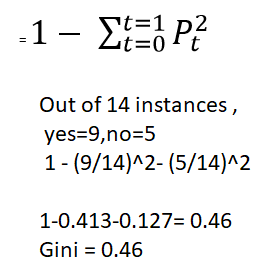 = 1 − ∑_{t=0}^{t=1} P_t^2
Out of 14 instances ,
yes=9,no=5
1 - (9/14)^2- (5/14)^2
1-0.413-0.127= 0.46
Gini = 0.46